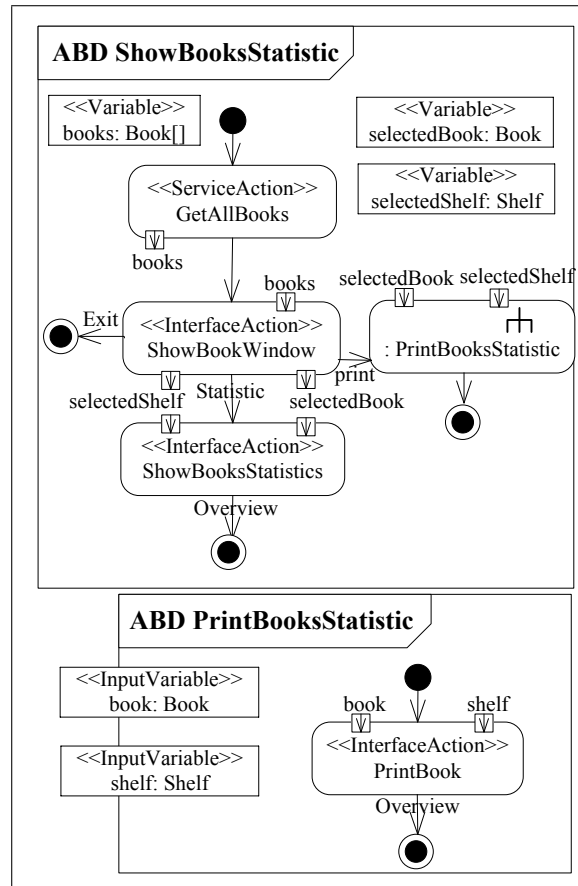 ABD ShowBooksStatistic
<<Variable>>
books: Book[]
<<Variable>>
selectedBook: Book
<<ServiceAction>>
GetAllBooks
<<Variable>>
selectedShelf: Shelf
books
books
selectedBook
selectedShelf
Exit
<<InterfaceAction>>
ShowBookWindow
: PrintBooksStatistic
print
selectedShelf
Statistic
selectedBook
<<InterfaceAction>>
ShowBooksStatistics
Overview
ABD PrintBooksStatistic
<<InputVariable>>
book: Book
<<InputVariable>>
shelf: Shelf
book
shelf
<<InterfaceAction>>
PrintBook
Overview